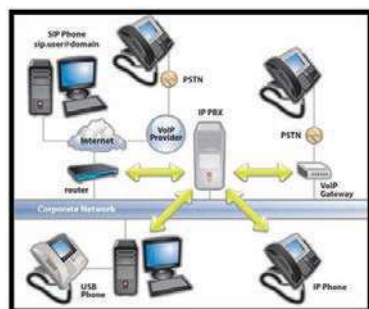 SIP Phone
sip.user@domain
PSTN
Internet
VoIP
Provider
IP PBX
PSTN
router
VoIP
Gateway
Corporate Network
USB
Phone
IP Phone